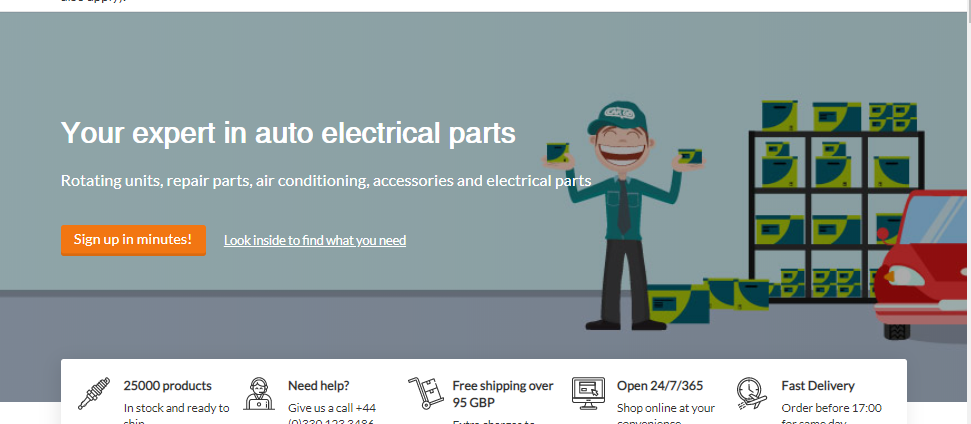 Your expert in auto electrical parts
Rotating units, repair parts, air conditioning, accessories and electrical parts
Sign up in minutes!
Look inside to find what you need
25000 products
In stock and ready to
ship
Need help?
Give us a call +44
(0)330 123 3486
Free shipping over
95 GBP
Extra charges to
Open 24/7/365
Shop online at your
convenience
Fast Delivery
Order before 17:00
for same day